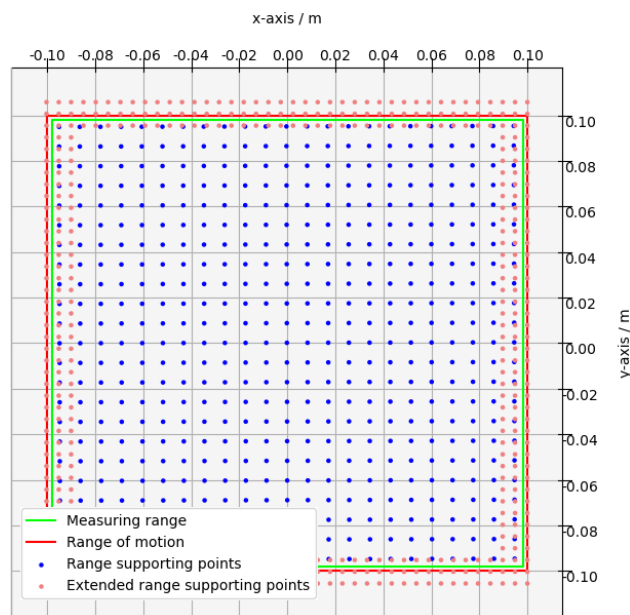 x-axis / m
-0.10 -0.08 -0.06 -0.04 -0.02 0.00 0.02 0.04 0.06 0.08 0.10
0.10
0.08
0.06
0.04
0.02
0.00
-0.02
-0.04
-0.06
-0.08
-0.10
y-axis / m
Measuring range
Range of motion
Range supporting points
Extended range supporting points